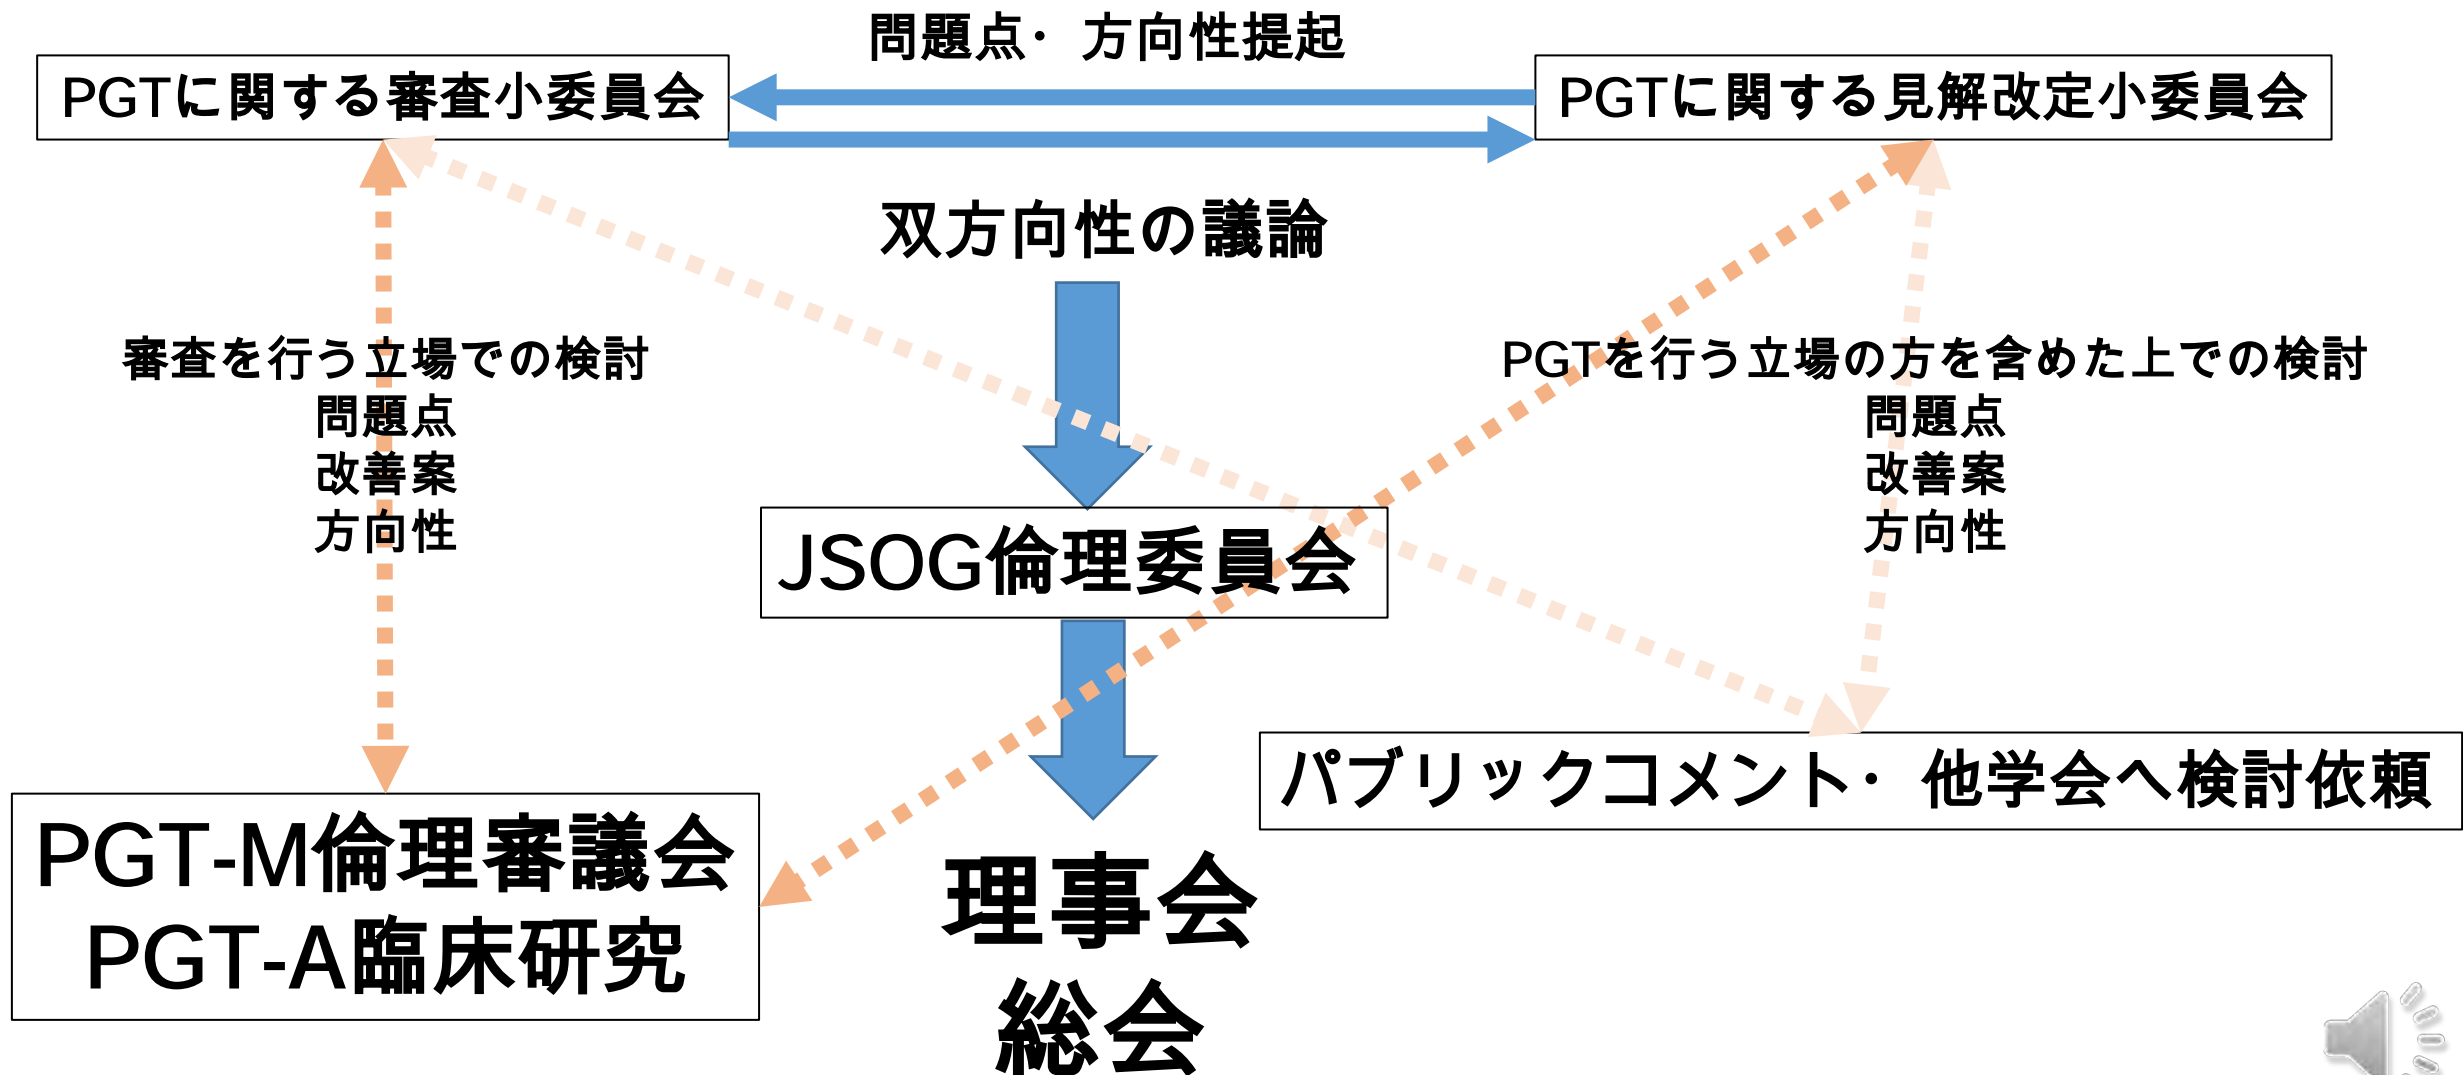 問題点・方向性提起
PGTに関する審査小委員会
PGTに関する見解改定小委員会
双方向性の議論
審査を行う立場での検討
問題点
改善案
方向性
PGTを行う立場の方を含めた上での検討
問題点
改善案
方向性
JSOG倫理委員会
パブリックコメント・他学会へ検討依頼
PGT-M倫理審議会
PGT-A臨床研究
理事会
総会